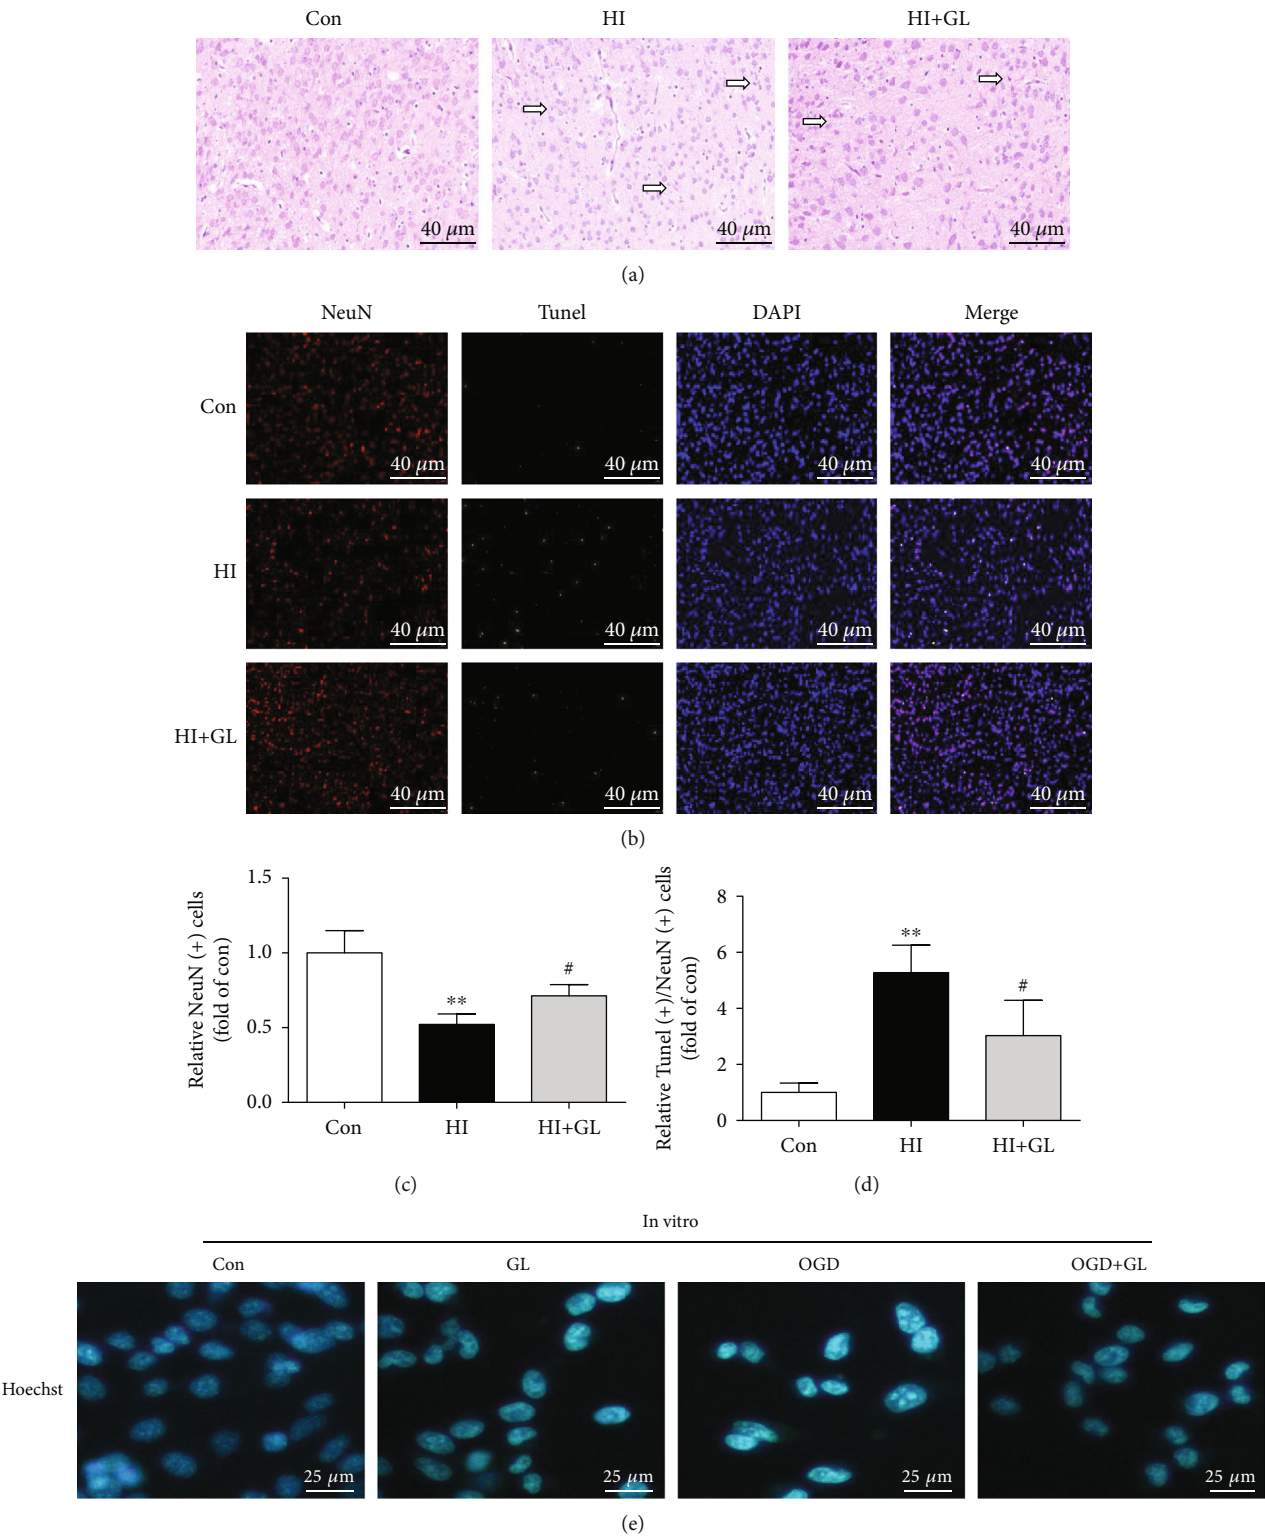 Con HI HI+GL
40 µm 40 µm 40 µm
(a)
NeuN Tunel DAPI Merge
Con
40 µm 40 µm 40 µm 40 µm
HI
40 µm 40 µm 40 µm 40 µm
HI+GL
40 µm 40 µm 40 µm 40 µm
(b)
Relative NeuN (+) cells
(fold of con)
1.5
1.0
0.5
0.0
**
#
Con HI HI+GL
(c)
Relative Tunel (+)/NeuN (+) cells
(fold of con)
8
6
4
2
0
**
#
Con HI HI+GL
(d)
In vitro
Con GL OGD OGD+GL
Hoechst
25 µm 25 µm 25 µm 25 µm
(e)